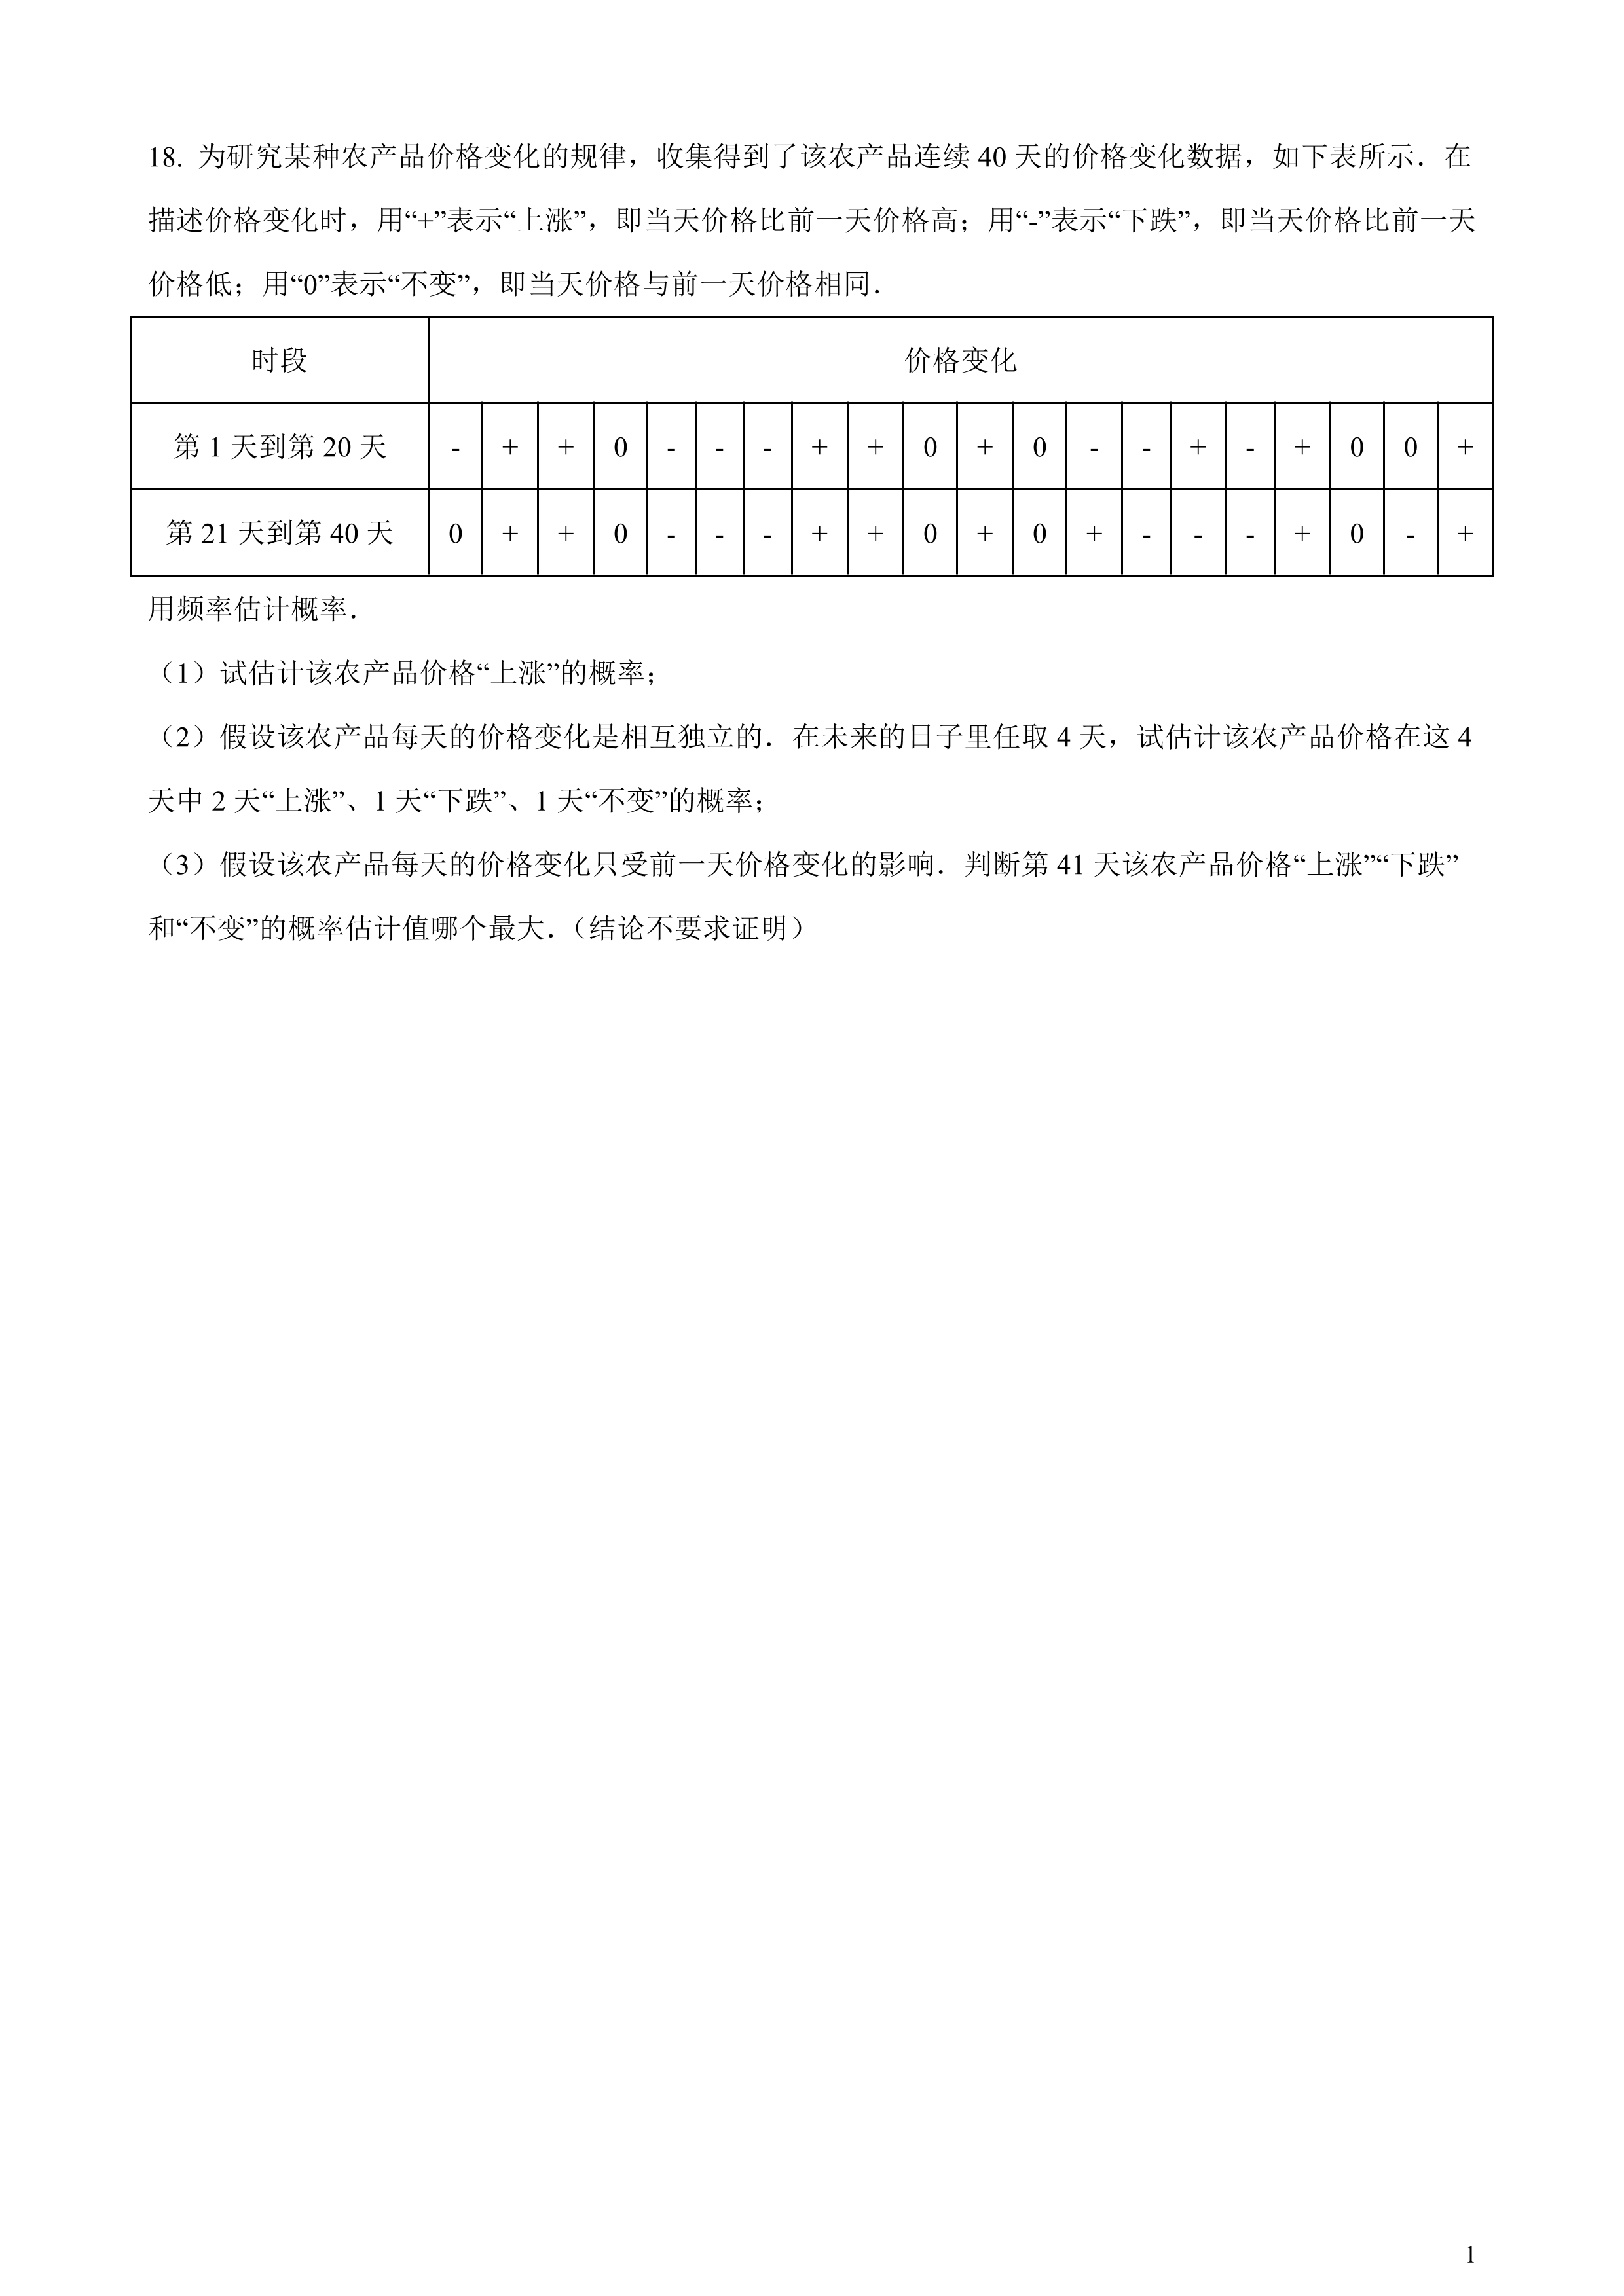 18. 为研究某种农产品价格变化的规律，收集得到了该农产品连续 40 天的价格变化数据，如下表所示．在
描述价格变化时，用“+”表示“上涨”，即当天价格比前一天价格高；用“-”表示“下跌”，即当天价格比前一天
价格低；用“0”表示“不变”，即当天价格与前一天价格相同．
时段 价格变化
第 1 天到第 20 天 - + + 0 - - - + + 0 + 0 - - + - + 0 0 +
第 21 天到第 40 天 0 + + 0 - - - + + 0 + 0 + - - - + 0 - +
用频率估计概率．
（1）试估计该农产品价格“上涨”的概率；
（2）假设该农产品每天的价格变化是相互独立的．在未来的日子里任取 4 天，试估计该农产品价格在这 4
天中 2 天“上涨”、1 天“下跌”、1 天“不变”的概率；
（3）假设该农产品每天的价格变化只受前一天价格变化的影响．判断第 41 天该农产品价格“上涨”“下跌”
和“不变”的概率估计值哪个最大．（结论不要求证明）
1